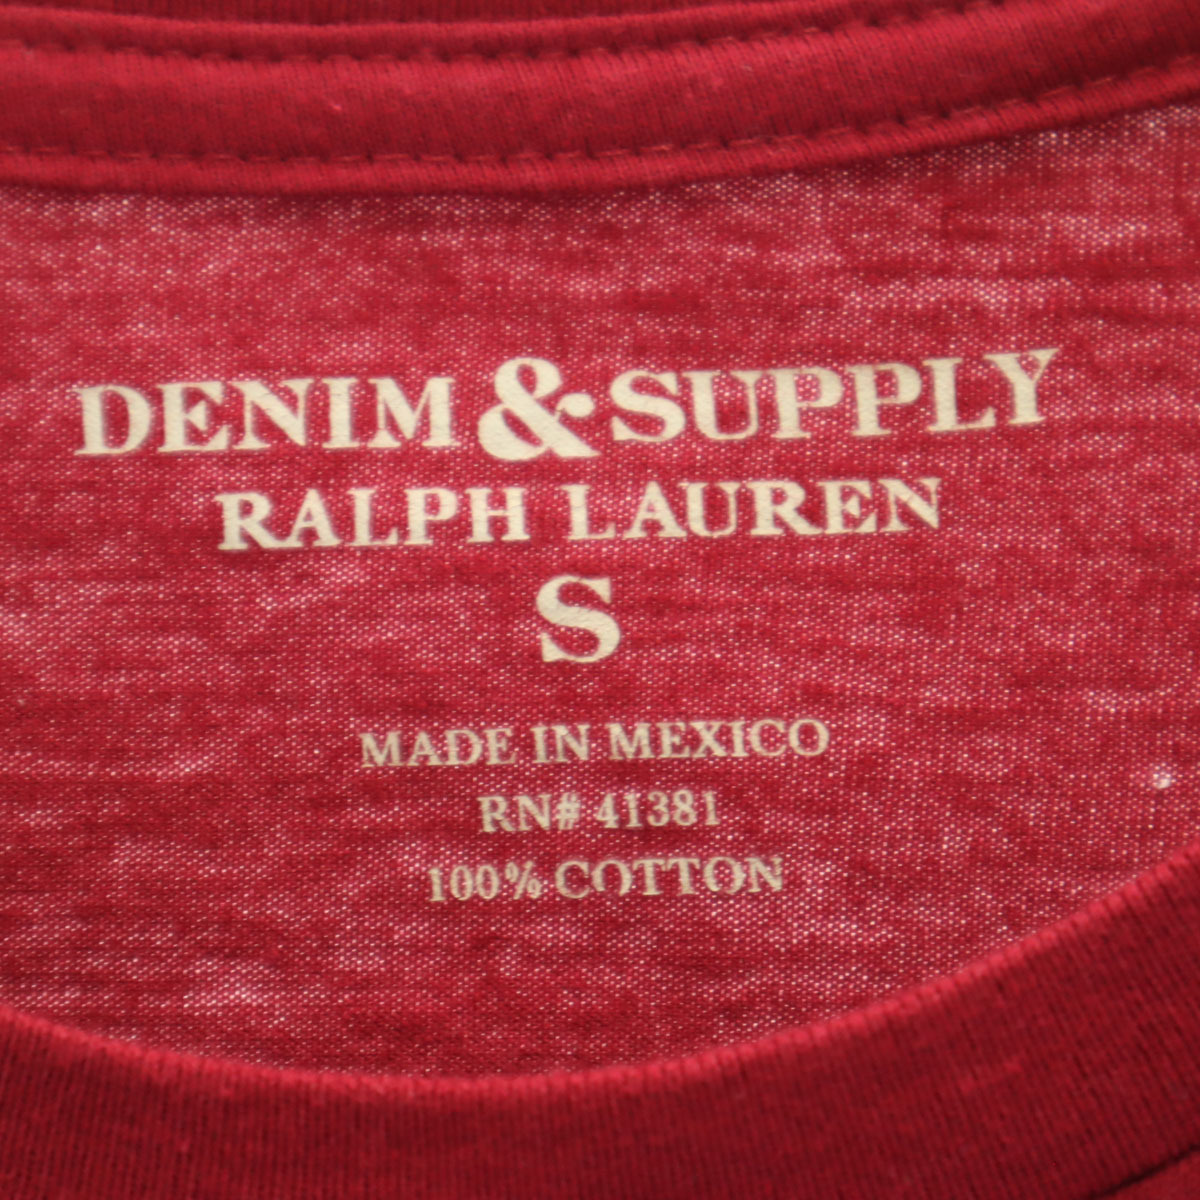 DENIM & SUPPLY
RALPH LAUREN
S
MADE IN MEXICO
RN# 41381
100% COTTON